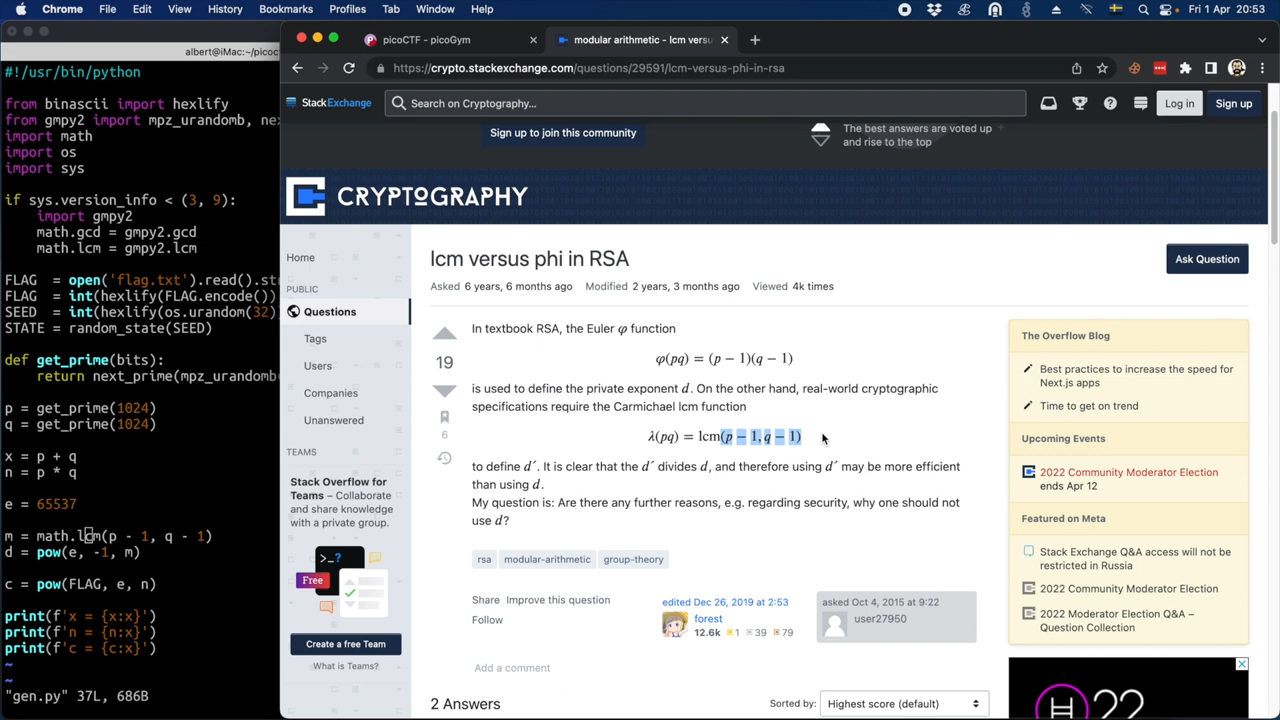 Chrome File Edit View History Bookmarks Profiles Tab Window Help Fri 1 Apr 20:53
albert@iMac:~/picoc
#!/usr/bin/python
from binascii import hexlify
from gmpy2 import mpz_urandomb, nex
import math
import os
import sys
if sys.version_info < (3, 9):
import gmpy2
math.gcd = gmpy2.gcd
math.lcm = gmpy2.lcm
FLAG = open('flag.txt').read().st
FLAG = int(hexlify(FLAG.encode())
SEED = int(hexlify(os.urandom(32)
STATE = random_state(SEED)
def get_prime(bits):
return next_prime(mpz_urandomb
p = get_prime(1024)
q = get_prime(1024)
x = p + q
n = p * q
e = 65537
m = math.lcm(p - 1, q - 1)
d = pow(e, -1, m)
c = pow(FLAG, e, n)
print(f'x = {x:x}')
print(f'n = {n:x}')
print(f'c = {c:x}')
~
~
"gen.py" 37L, 686B
picoCTF - picoGym
modular arithmetic - lcm versu
https://crypto.stackexchange.com/questions/29591/lcm-versus-phi-in-rsa
StackExchange
Search on Cryptography...
Log in
Sign up
Sign up to join this community
The best answers are voted up
and rise to the top
CRYPTOGRAPHY
Home
PUBLIC
Questions
Tags
Users
Companies
Unanswered
TEAMS
Stack Overflow for
Teams – Collaborate
and share knowledge
with a private group.
>_?
Free
Create a free Team
What is Teams?
lcm versus phi in RSA
Ask Question
Asked 6 years, 6 months ago Modified 2 years, 3 months ago Viewed 4k times
19
6
In textbook RSA, the Euler φ function
φ(pq) = (p − 1)(q − 1)
is used to define the private exponent d. On the other hand, real-world cryptographic
specifications require the Carmichael lcm function
λ(pq) = lcm(p − 1, q − 1)
to define d′. It is clear that the d′ divides d, and therefore using d′ may be more efficient
than using d.
My question is: Are there any further reasons, e.g. regarding security, why one should not
use d?
rsa modular-arithmetic group-theory
Share Improve this question
Follow
edited Dec 26, 2019 at 2:53
forest
12.6k 1 39 79
asked Oct 4, 2015 at 9:22
user27950
Add a comment
2 Answers
Sorted by: Highest score (default)
The Overflow Blog
Best practices to increase the speed for
Next.js apps
Time to get on trend
Upcoming Events
2022 Community Moderator Election
ends Apr 12
Featured on Meta
Stack Exchange Q&A access will not be
restricted in Russia
2022 Community Moderator Election
2022 Moderator Election Q&A –
Question Collection
H 22